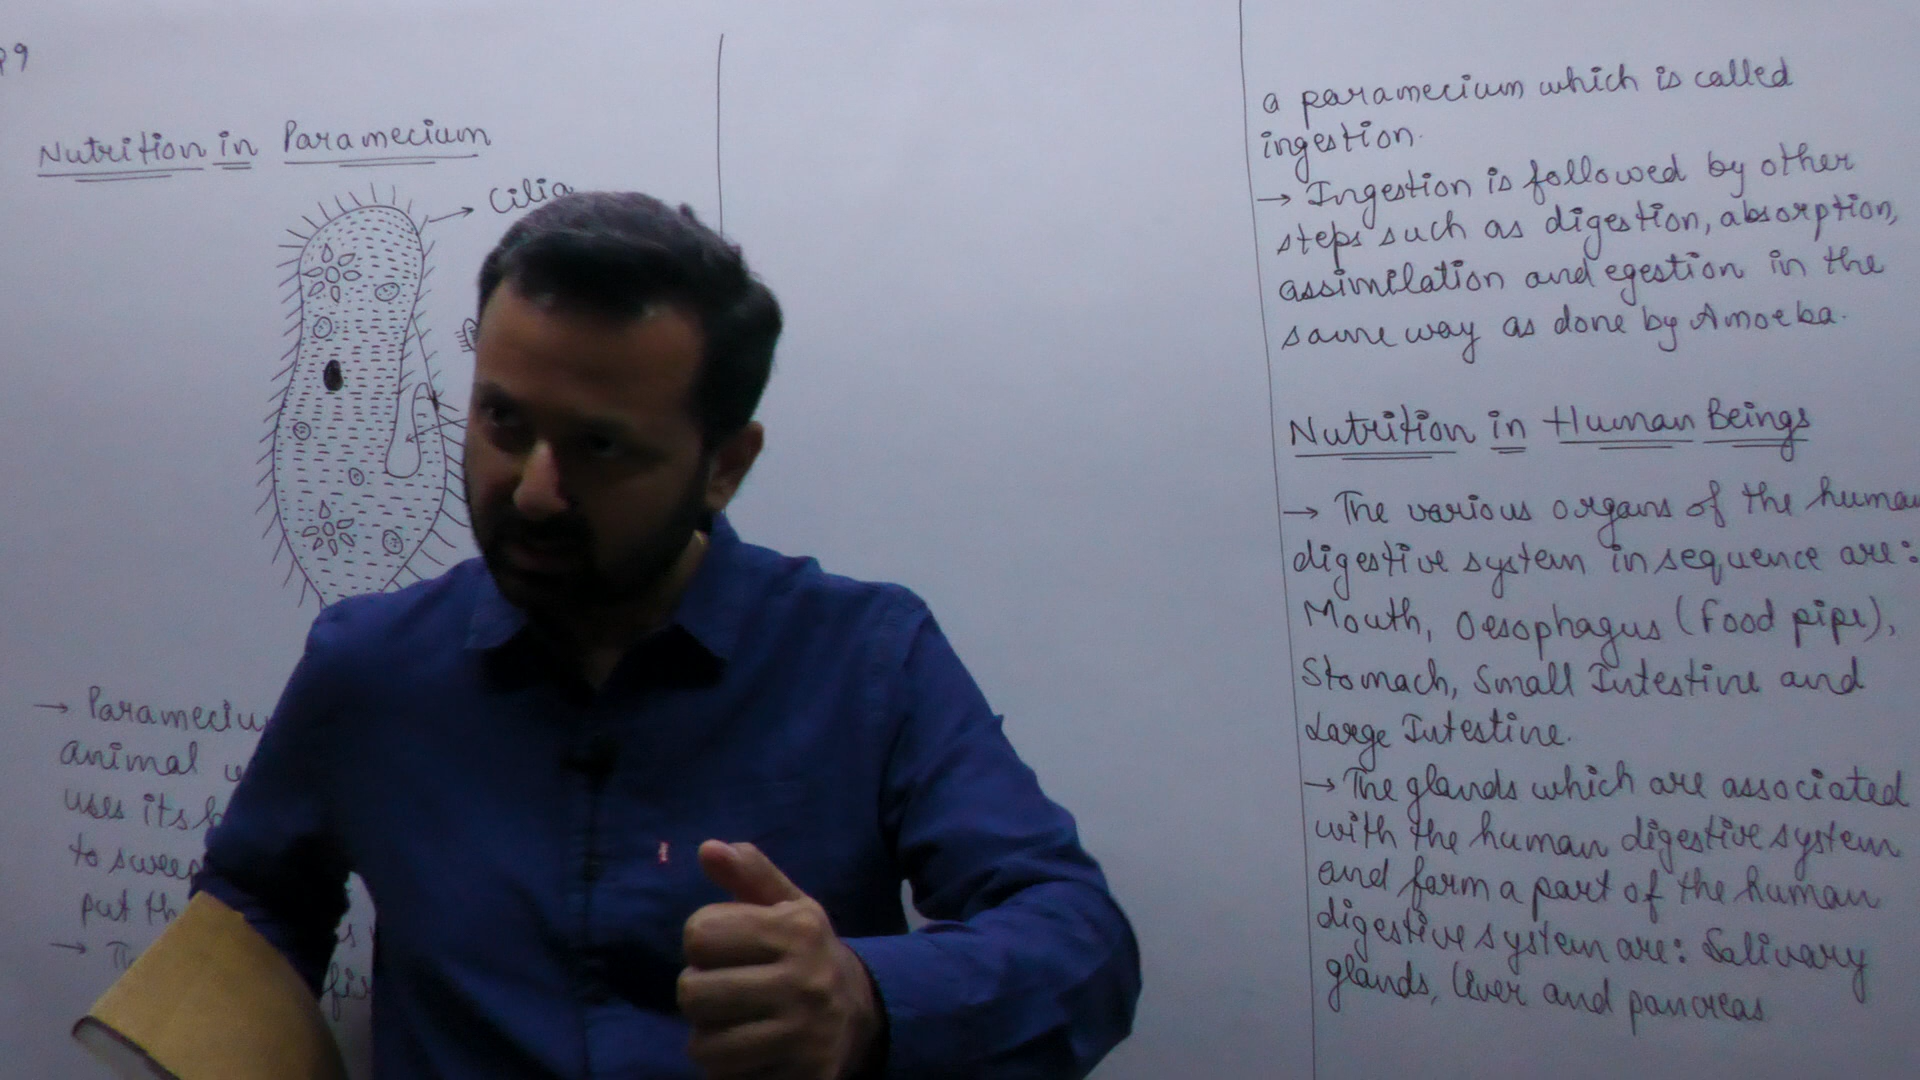 Nutrition in Paramecium
Cilia
→ Paramecium
animal
uses its
to sweep
put
→
a paramecium which is called
ingestion.
→ Ingestion is followed by other
steps such as digestion, absorption,
assimilation and egestion in the
same way as done by Amoeba.
Nutrition in Human Beings
→ The various organs of the human
digestive system in sequence are:
Mouth, Oesophagus (Food pipe),
Stomach, Small Intestine and
Large Intestine.
→ The glands which are associated
with the human digestive system
and form a part of the human
digestive system are: Salivary
glands, liver and pancreas